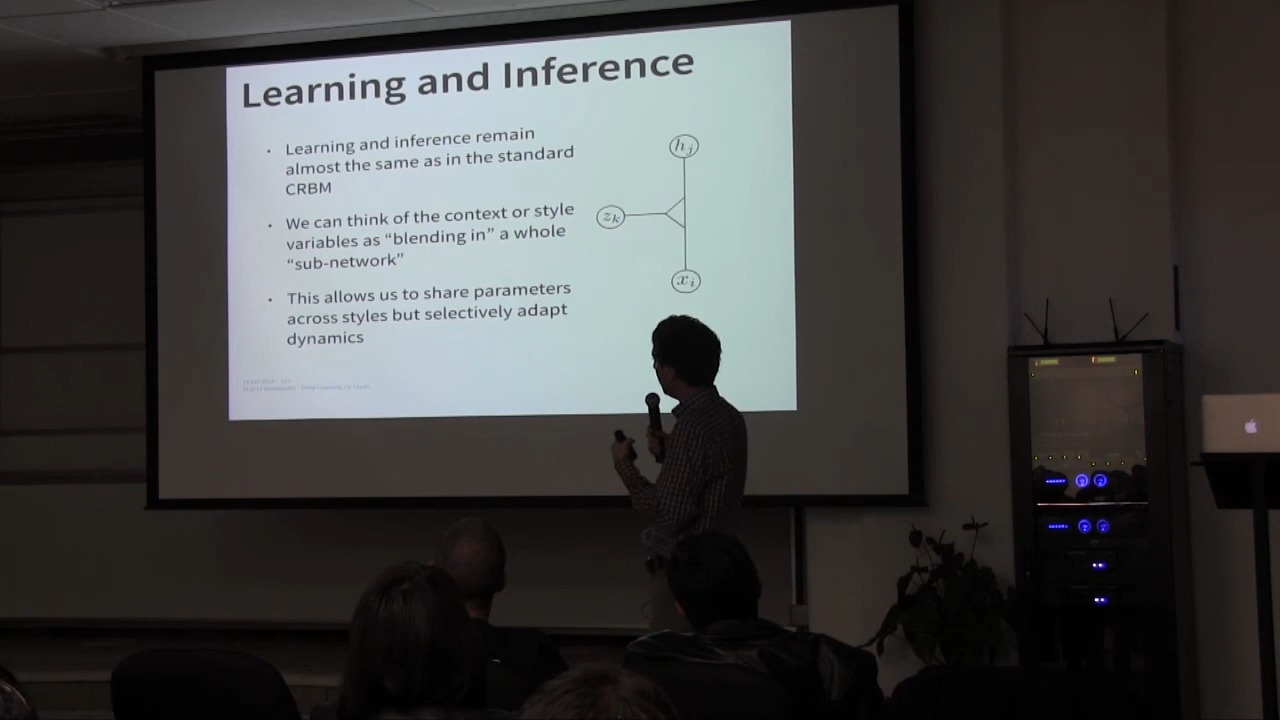 Learning and Inference
• Learning and inference remain
almost the same as in the standard
CRBM
• We can think of the context or style
variables as “blending in” a whole
“sub-network”
• This allows us to share parameters
across styles but selectively adapt
dynamics
h_j
z_k
x_i